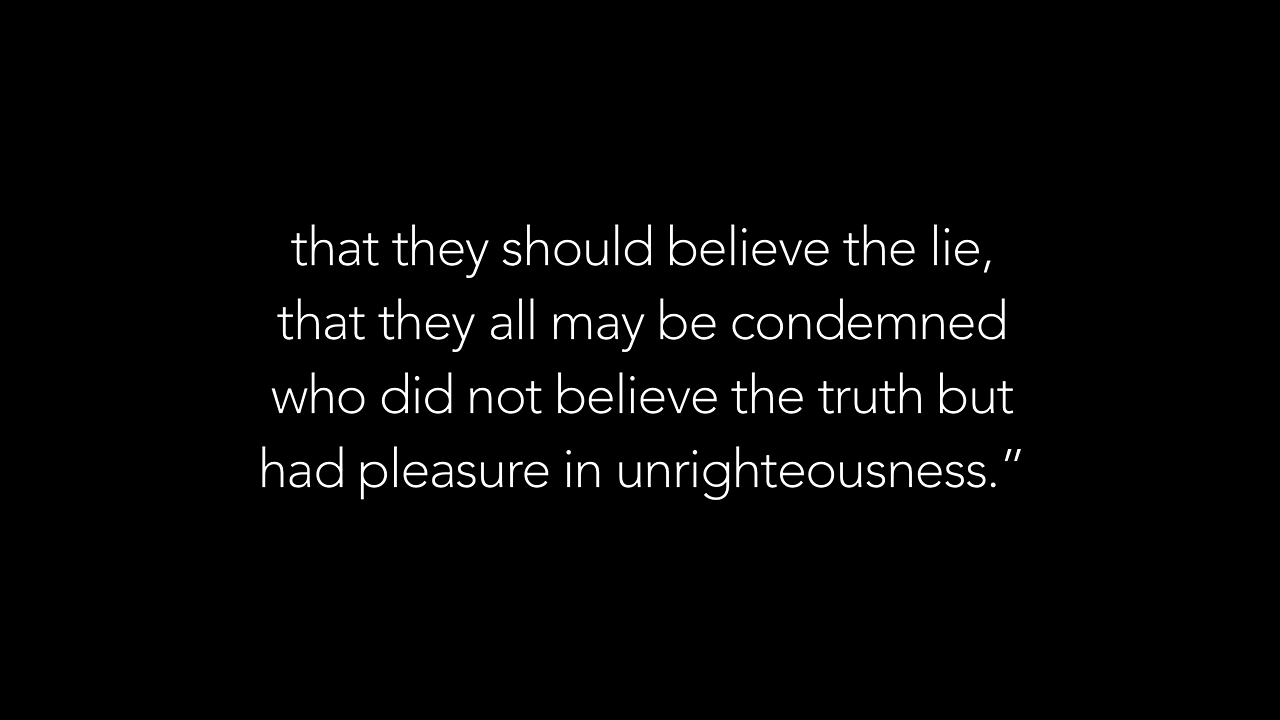 that they should believe the lie,
that they all may be condemned
who did not believe the truth but
had pleasure in unrighteousness.”